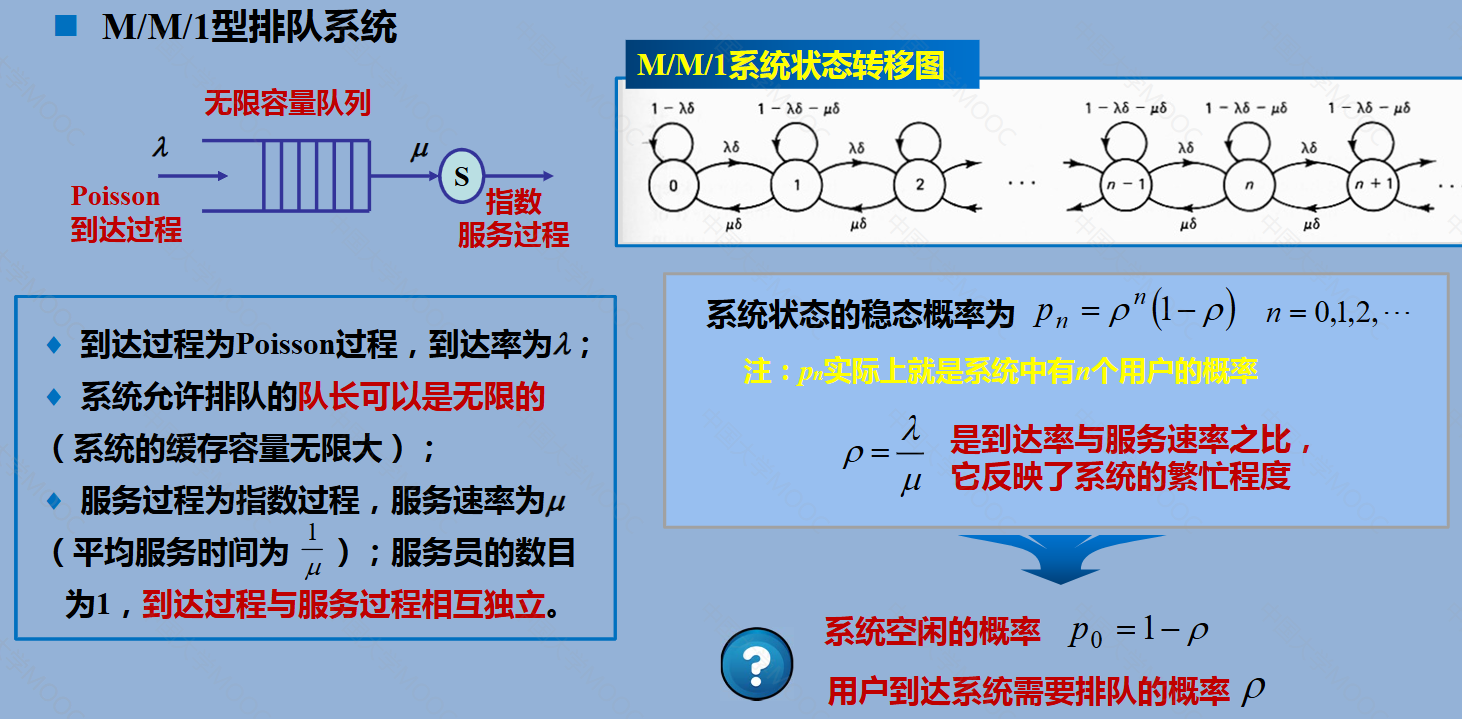 M/M/1型排队系统
无限容量队列
λ
μ
S
Poisson
到达过程
指数
服务过程
M/M/1系统状态转移图
1 − λδ
1 − λδ − μδ
1 − λδ − μδ
1 − λδ − μδ
1 − λδ − μδ
λδ
λδ
λδ
λδ
0
1
2
· · ·
n − 1
n
n + 1
· ·
μδ
μδ
μδ
μδ
到达过程为Poisson过程，到达率为λ；
系统允许排队的队长可以是无限的
（系统的缓存容量无限大）；
服务过程为指数过程，服务速率为μ
（平均服务时间为 1/μ ）；服务员的数目
为1，到达过程与服务过程相互独立。
系统状态的稳态概率为 pₙ = ρⁿ(1−ρ) n = 0,1,2,⋯
注：pₙ实际上就是系统中有n个用户的概率
ρ = λ/μ
是到达率与服务速率之比，
它反映了系统的繁忙程度
?
系统空闲的概率 p₀ = 1−ρ
用户到达系统需要排队的概率 ρ